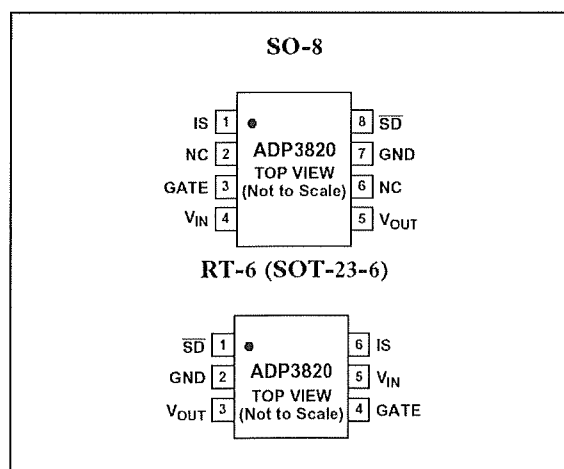 SO-8
IS 1 8 S̅D̅
NC 2 ADP3820 7 GND
TOP VIEW
GATE 3 (Not to Scale) 6 NC
VIN 4 5 VOUT
RT-6 (SOT-23-6)
S̅D̅ 1 6 IS
GND 2 ADP3820 5 VIN
TOP VIEW
VOUT 3 (Not to Scale) 4 GATE